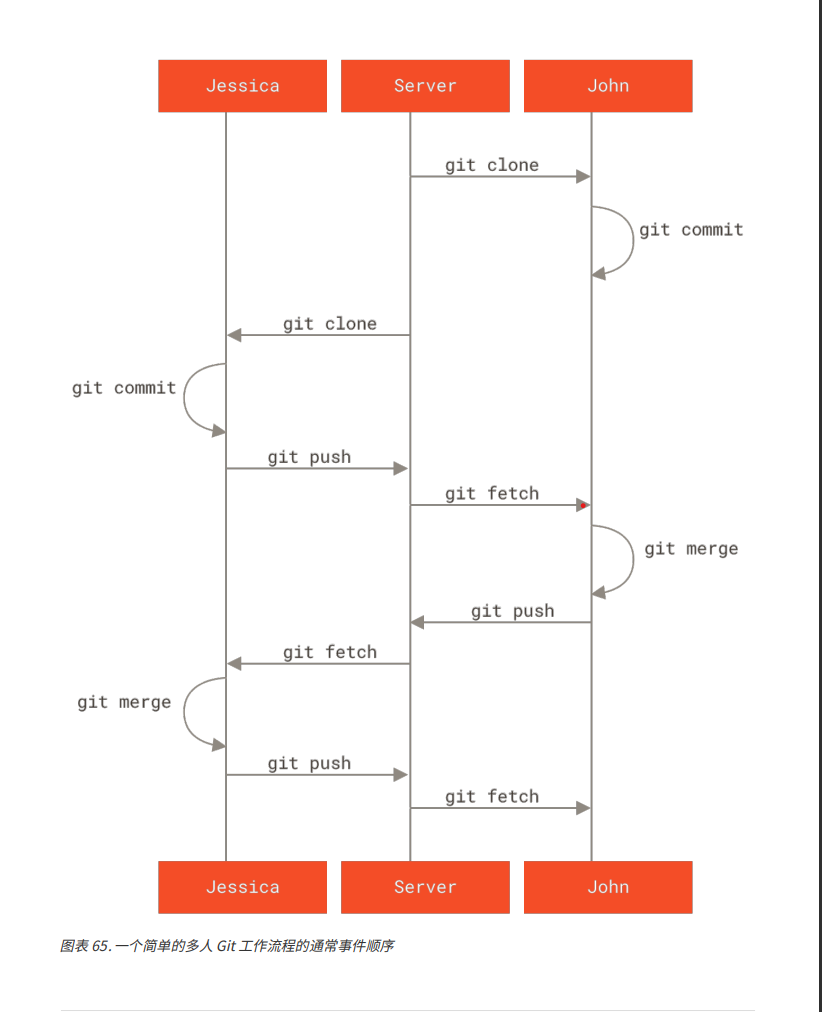 Jessica
Server
John
git clone
git commit
git clone
git commit
git push
git fetch
git merge
git push
git fetch
git merge
git push
git fetch
Jessica
Server
John
图表 65. 一个简单的多人 Git 工作流程的通常事件顺序